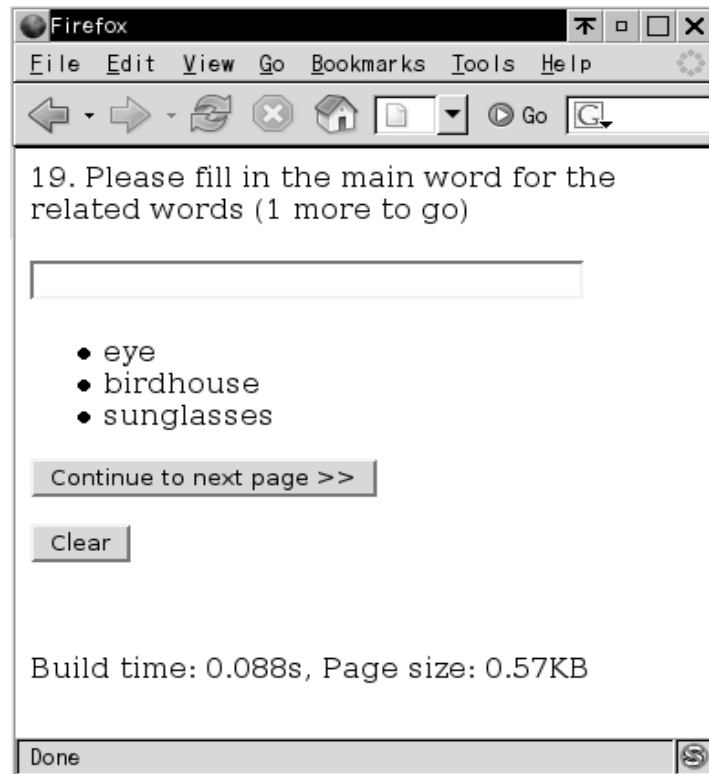 Firefox
File Edit View Go Bookmarks Tools Help
Go G
19. Please fill in the main word for the
related words (1 more to go)
eye
birdhouse
sunglasses
Continue to next page >>
Clear
Build time: 0.088s, Page size: 0.57KB
Done